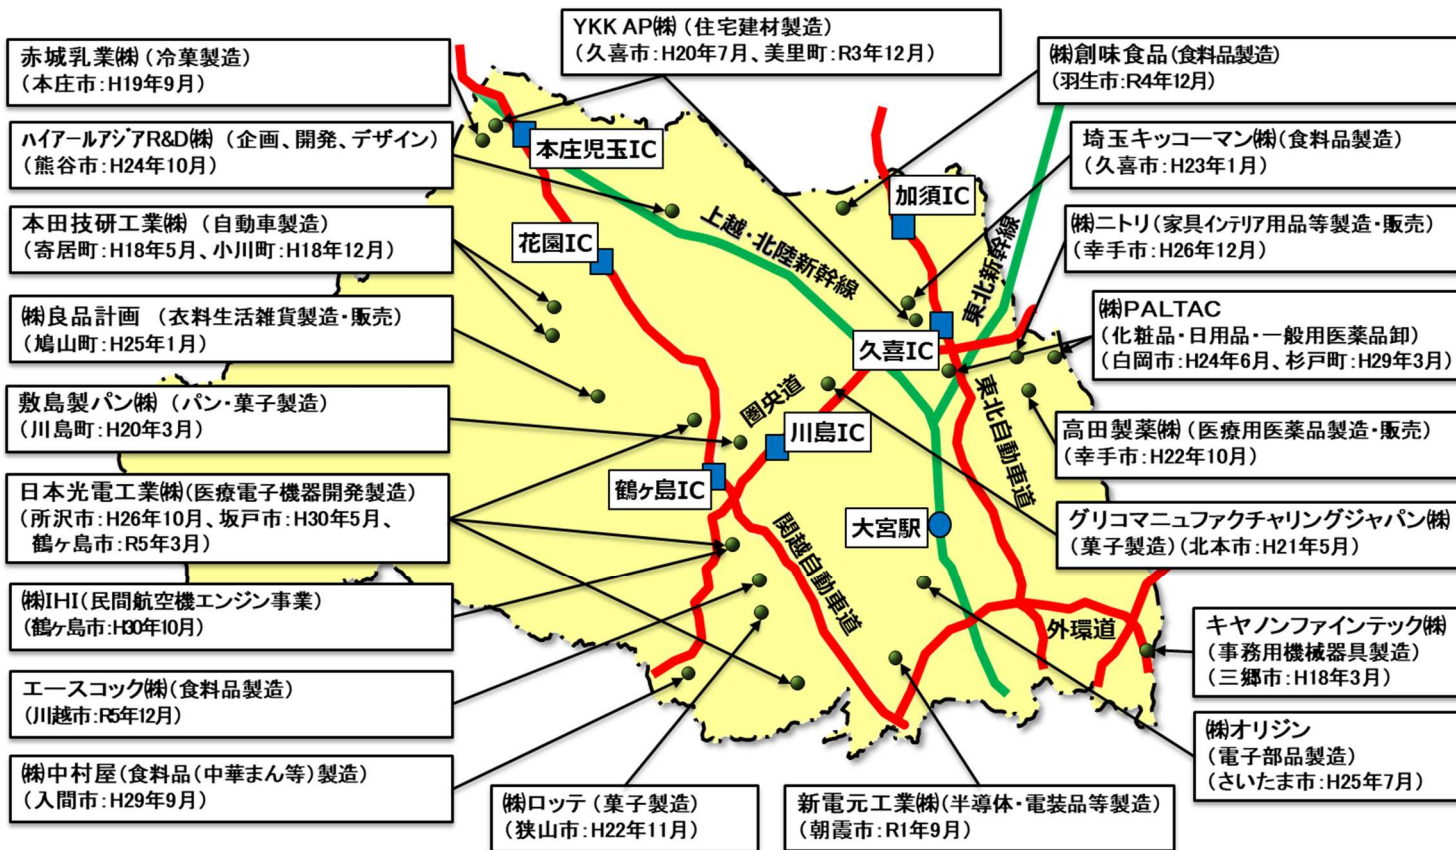 赤城乳業㈱（冷菓製造）
（本庄市：H19年9月）
ハイアールアジアR&D㈱（企画、開発、デザイン）
（熊谷市：H24年10月）
本田技研工業㈱（自動車製造）
（寄居町：H18年5月、小川町：H18年12月）
㈱良品計画（衣料生活雑貨製造・販売）
（鳩山町：H25年1月）
敷島製パン㈱（パン・菓子製造）
（川島町：H20年3月）
日本光電工業㈱（医療電子機器開発製造）
（所沢市：H26年10月、坂戸市：H30年5月、
鶴ヶ島市：R5年3月）
㈱IHI（民間航空機エンジン事業）
（鶴ヶ島市：H30年10月）
エースコック㈱（食料品製造）
（川越市：R5年12月）
㈱中村屋（食料品（中華まん等）製造）
（入間市：H29年9月）
YKK AP㈱（住宅建材製造）
（久喜市：H20年7月、美里町：R3年12月）
本庄児玉IC
花園IC
上越・北陸新幹線
加須IC
東北新幹線
久喜IC
圏央道
川島IC
鶴ヶ島IC
東北自動車道
関越自動車道
大宮駅
外環道
㈱創味食品（食料品製造）
（羽生市：R4年12月）
埼玉キッコーマン㈱（食料品製造）
（久喜市：H23年1月）
㈱ニトリ（家具インテリア用品等製造・販売）
（幸手市：H26年12月）
㈱PALTAC
（化粧品・日用品・一般用医薬品卸）
（白岡市：H24年6月、杉戸町：H29年3月）
高田製薬㈱（医療用医薬品製造・販売）
（幸手市：H22年10月）
グリコマニュファクチャリングジャパン㈱
（菓子製造）（北本市：H21年5月）
キヤノンファインテック㈱
（事務用機械器具製造）
（三郷市：H18年3月）
㈱オリジン
（電子部品製造）
（さいたま市：H25年7月）
㈱ロッテ（菓子製造）
（狭山市：H22年11月）
新電元工業㈱（半導体・電装品等製造）
（朝霞市：R1年9月）